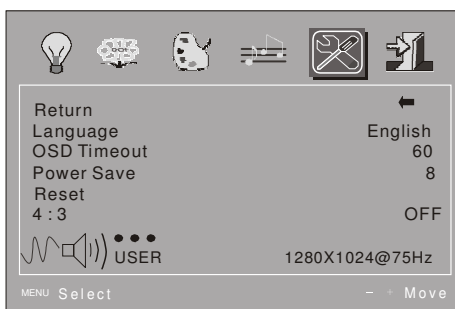 Return
Language English
OSD Timeout 60
Power Save 8
Reset
4 : 3 OFF
USER 1280X1024@75Hz
MENU Select - + Move